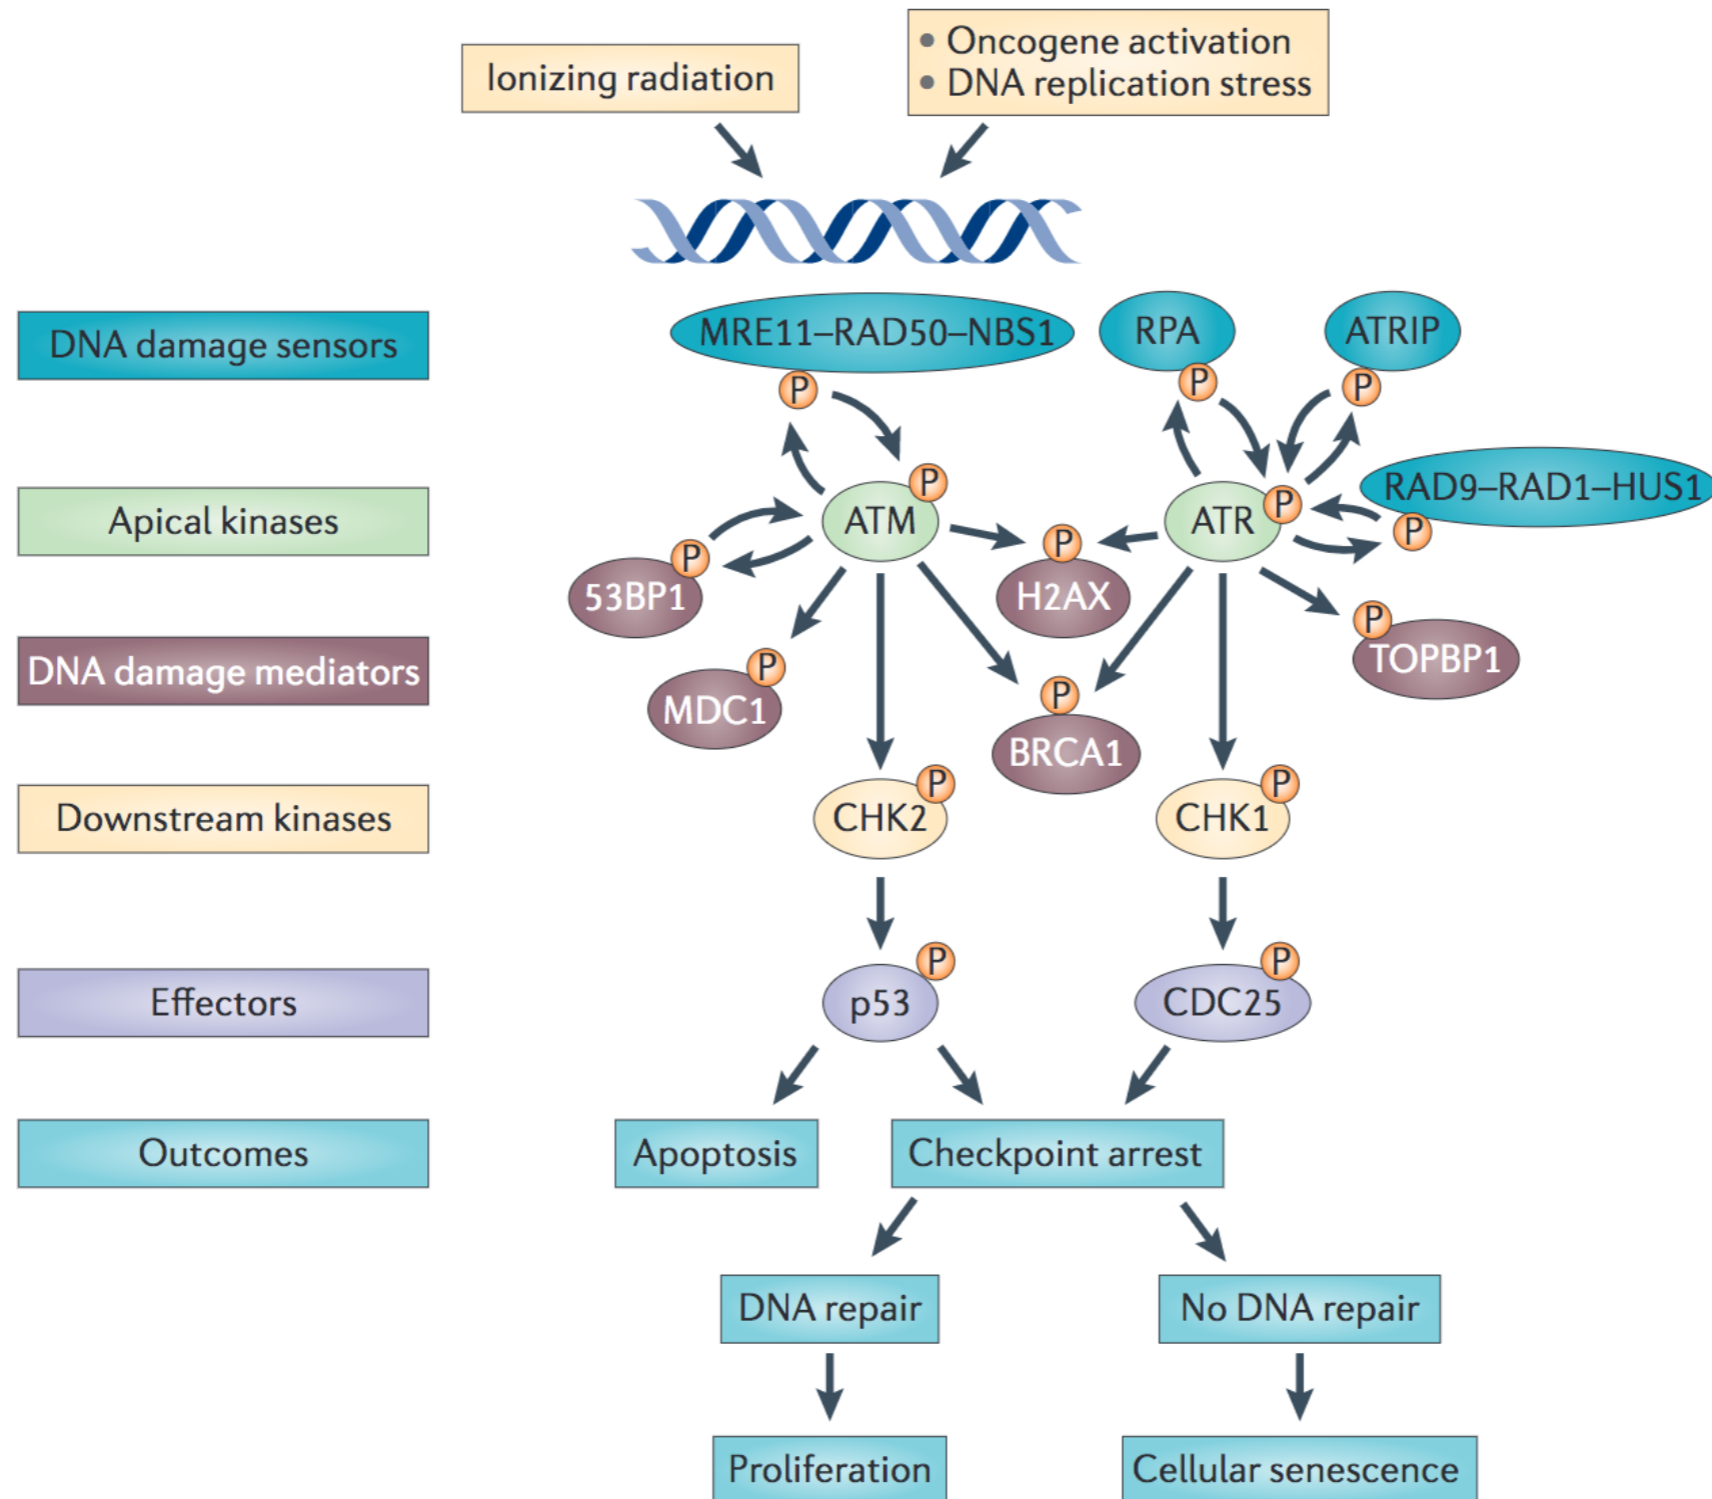 Ionizing radiation
• Oncogene activation
• DNA replication stress
DNA damage sensors
MRE11–RAD50–NBS1
RPA
ATRIP
P
P
P
Apical kinases
ATM
P
ATR
P
RAD9–RAD1–HUS1
P
53BP1
P
H2AX
P
DNA damage mediators
MDC1
P
BRCA1
P
TOPBP1
P
Downstream kinases
CHK2
P
CHK1
P
Effectors
p53
P
CDC25
P
Outcomes
Apoptosis
Checkpoint arrest
DNA repair
No DNA repair
Proliferation
Cellular senescence